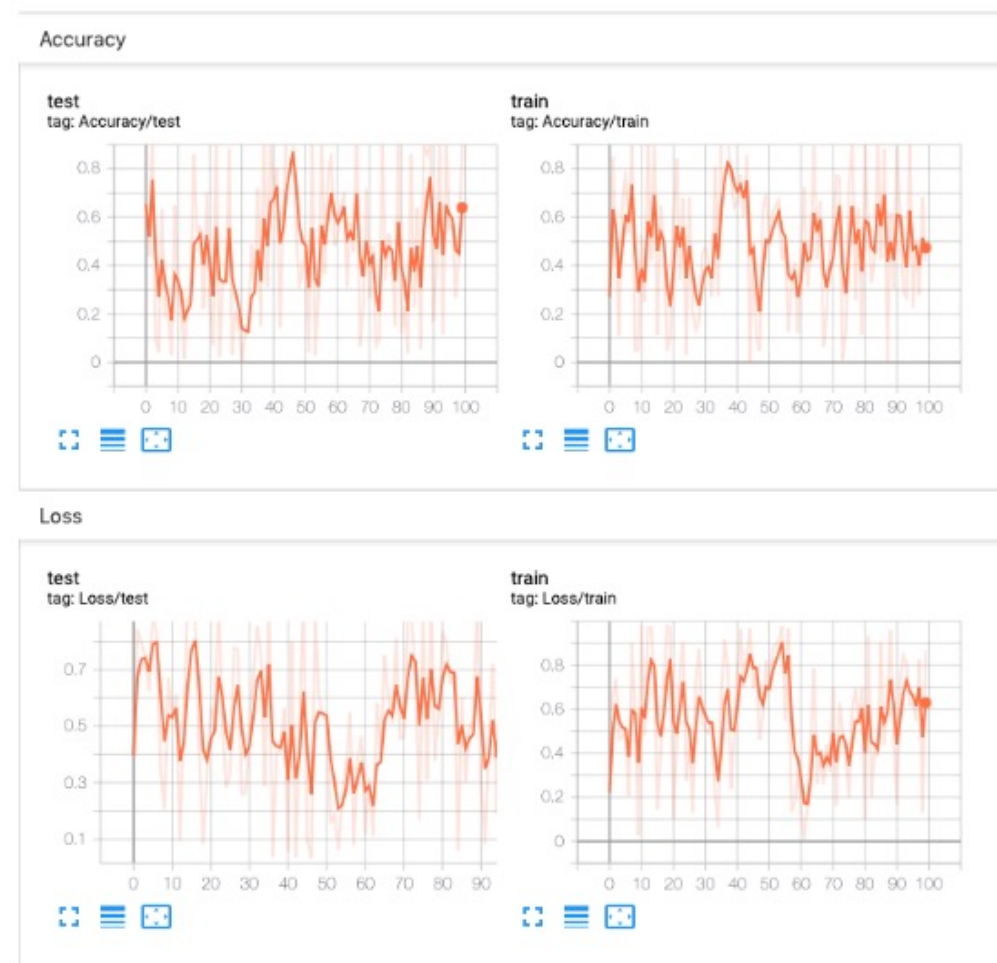 Accuracy
test
tag: Accuracy/test
0.8
0.6
0.4
0.2
0
0 10 20 30 40 50 60 70 80 90 100
train
tag: Accuracy/train
0.8
0.6
0.4
0.2
0
0 10 20 30 40 50 60 70 80 90 100
Loss
test
tag: Loss/test
0.7
0.5
0.3
0.1
0 10 20 30 40 50 60 70 80 90
train
tag: Loss/train
0.8
0.6
0.4
0.2
0
0 10 20 30 40 50 60 70 80 90 100